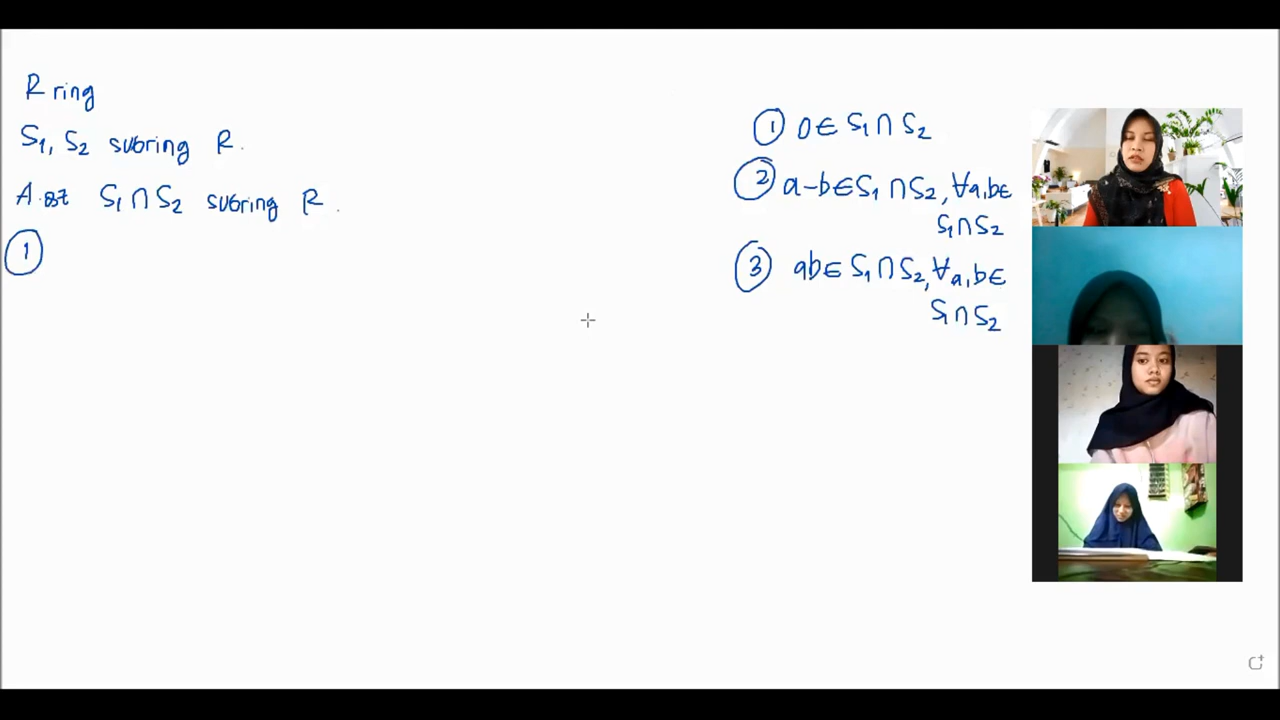 R ring
S₁, S₂ subring R.
A. S₁ ∩ S₂ subring R.
①
① 0 ∈ S₁ ∩ S₂
② a-b ∈ S₁ ∩ S₂, ∀a,b ∈
S₁ ∩ S₂
③ ab ∈ S₁ ∩ S₂, ∀a,b ∈
S₁ ∩ S₂